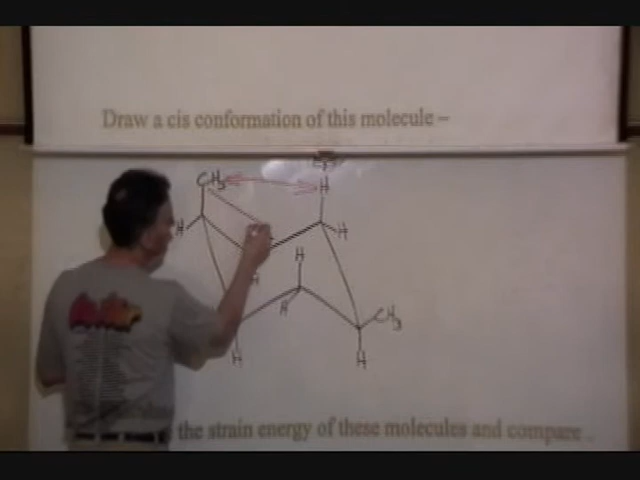 Draw a cis conformation of this molecule –
CH3 H
H H
H
H
H
CH3
H H
the strain energy of these molecules and compare .